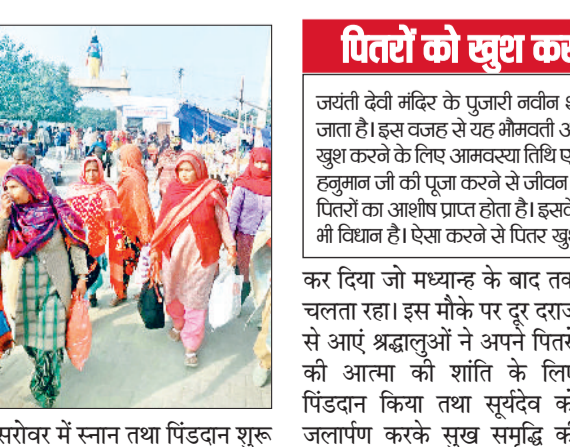 सरोवर में स्नान तथा पिंडदान शुरू
पितरों को खुश
जयंती देवी मंदिर के पुजारी नवीन
जाता है। इस वजह से यह भौमवती
खुश करने के लिए आमवस्या तिथि
हनुमान जी की पूजा करने से जीवन
पितरों का आशीष प्राप्त होता है।
भी विधान है। ऐसा करने से पितर
कर दिया जो मध्यान्ह के बाद तक
चलता रहा। इस मौके पर दूर दराज
से आएं श्रद्धालुओं ने अपने पितरों
की आत्मा की शांति के लिए
पिंडदान किया तथा सूर्यदेव को
जलार्पण करके सुख समृद्धि की